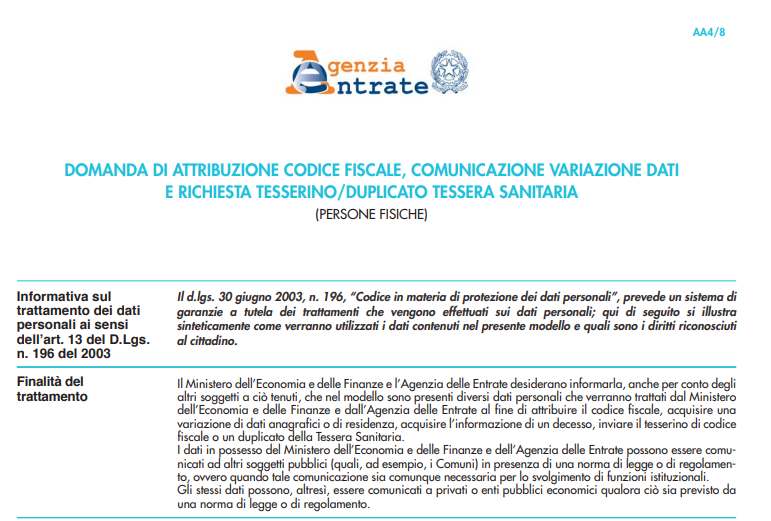 AA4/8
Agenzia
Entrate
DOMANDA DI ATTRIBUZIONE CODICE FISCALE, COMUNICAZIONE VARIAZIONE DATI
E RICHIESTA TESSERINO/DUPLICATO TESSERA SANITARIA
(PERSONE FISICHE)
Informativa sul
trattamento dei dati
personali ai sensi
dell'art. 13 del D.Lgs.
n. 196 del 2003
Il d.lgs. 30 giugno 2003, n. 196, "Codice in materia di protezione dei dati personali", prevede un sistema di
garanzie a tutela dei trattamenti che vengono effettuati sui dati personali; qui di seguito si illustra
sinteticamente come verranno utilizzati i dati contenuti nel presente modello e quali sono i diritti riconosciuti
al cittadino.
Finalità del
trattamento
Il Ministero dell'Economia e delle Finanze e l'Agenzia delle Entrate desiderano informarla, anche per conto degli
altri soggetti a ciò tenuti, che nel modello sono presenti diversi dati personali che verranno trattati dal Ministero
dell'Economia e delle Finanze e dall'Agenzia delle Entrate al fine di attribuire il codice fiscale, acquisire una
variazione di dati anagrafici o di residenza, acquisire l'informazione di un decesso, inviare il tesserino di codice
fiscale o un duplicato della Tessera Sanitaria.
I dati in possesso del Ministero dell'Economia e delle Finanze e dell'Agenzia delle Entrate possono essere comu-
nicati ad altri soggetti pubblici (quali, ad esempio, i Comuni) in presenza di una norma di legge o di regolamen-
to, ovvero quando tale comunicazione sia comunque necessaria per lo svolgimento di funzioni istituzionali.
Gli stessi dati possono, altresì, essere comunicati a privati o enti pubblici economici qualora ciò sia previsto da
una norma di legge o di regolamento.